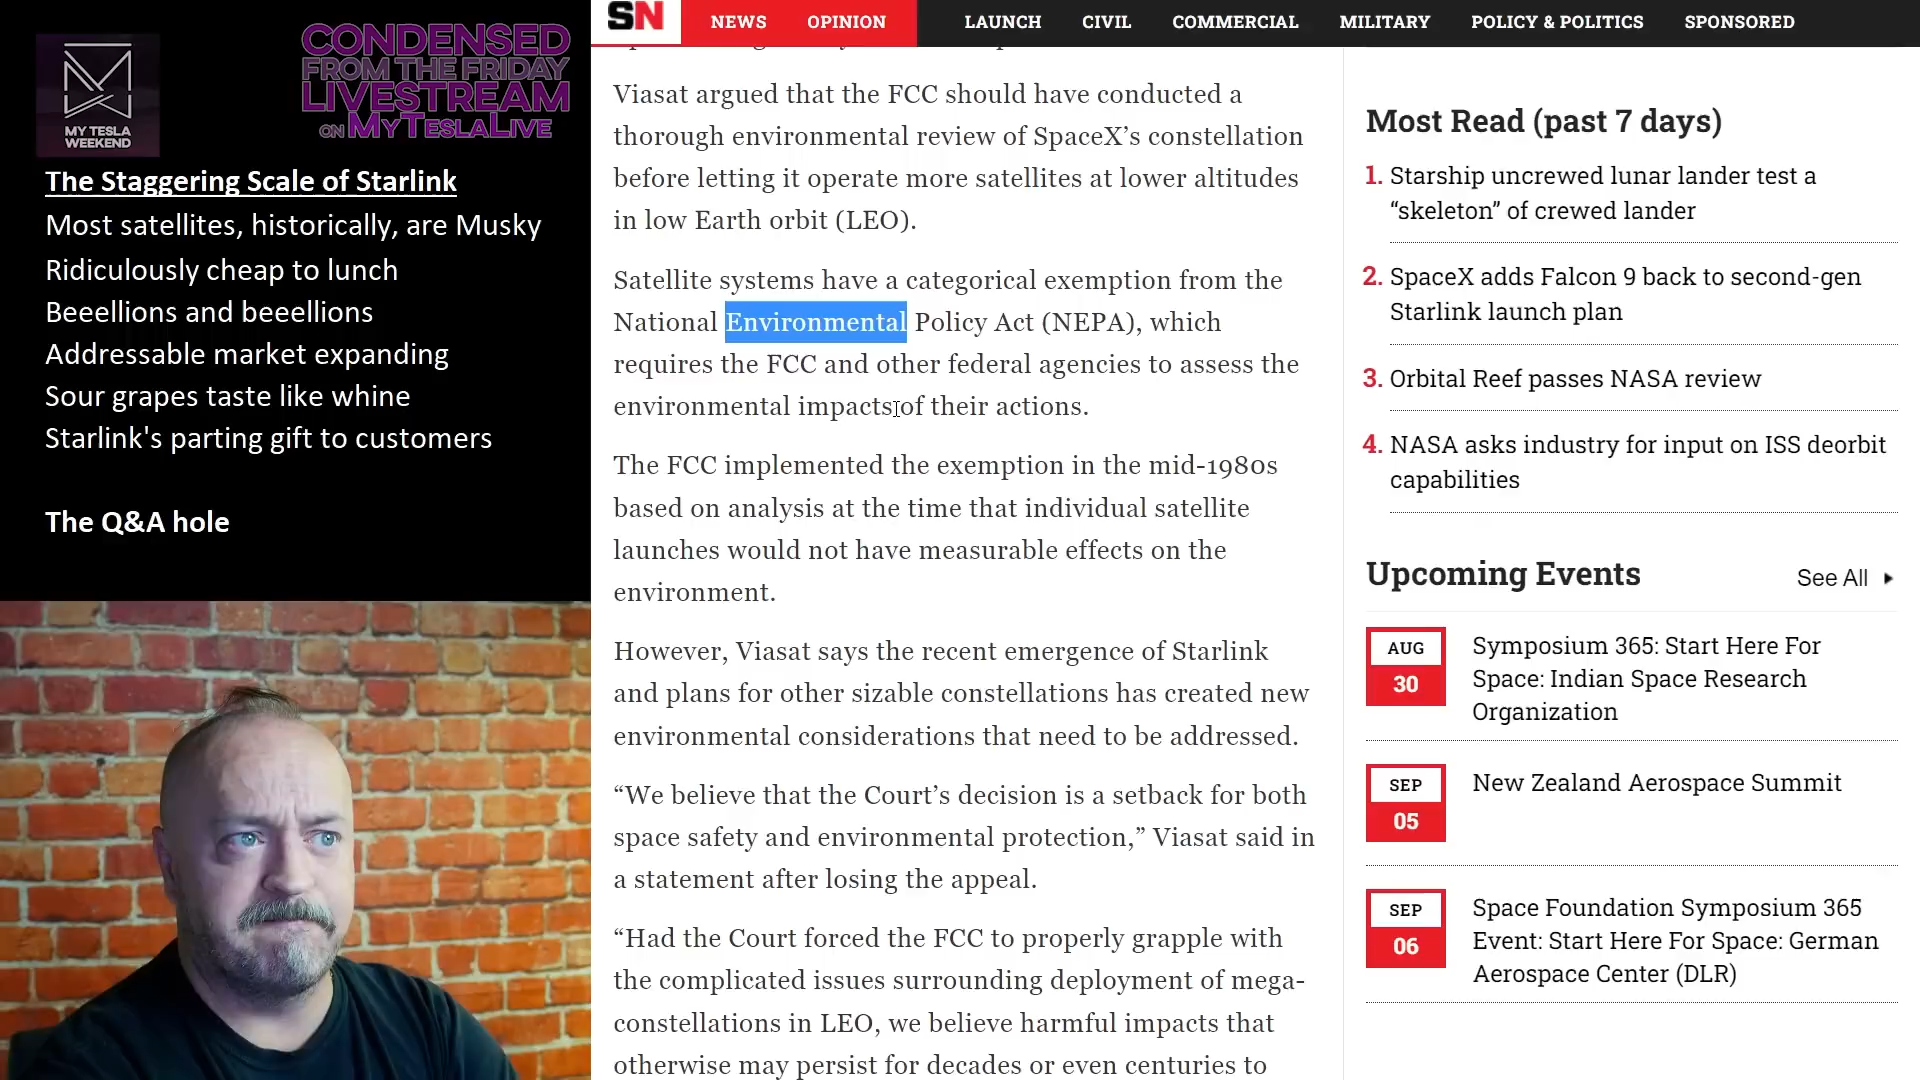 MY TESLA
WEEKEND
CONDENSED
FROM THE FRIDAY
LIVESTREAM
ON MYTESLALIVE
The Staggering Scale of Starlink
Most satellites, historically, are Musky
Ridiculously cheap to lunch
Beeellions and beeellions
Addressable market expanding
Sour grapes taste like whine
Starlink's parting gift to customers
The Q&A hole
SN
NEWS
OPINION
LAUNCH
CIVIL
COMMERCIAL
MILITARY
POLICY & POLITICS
SPONSORED
Viasat argued that the FCC should have conducted a
thorough environmental review of SpaceX’s constellation
before letting it operate more satellites at lower altitudes
in low Earth orbit (LEO).
Satellite systems have a categorical exemption from the
National Environmental Policy Act (NEPA), which
requires the FCC and other federal agencies to assess the
environmental impacts of their actions.
The FCC implemented the exemption in the mid-1980s
based on analysis at the time that individual satellite
launches would not have measurable effects on the
environment.
However, Viasat says the recent emergence of Starlink
and plans for other sizable constellations has created new
environmental considerations that need to be addressed.
“We believe that the Court’s decision is a setback for both
space safety and environmental protection,” Viasat said in
a statement after losing the appeal.
“Had the Court forced the FCC to properly grapple with
the complicated issues surrounding deployment of mega-
constellations in LEO, we believe harmful impacts that
otherwise may persist for decades or even centuries to
Most Read (past 7 days)
1. Starship uncrewed lunar lander test a
“skeleton” of crewed lander
2. SpaceX adds Falcon 9 back to second-gen
Starlink launch plan
3. Orbital Reef passes NASA review
4. NASA asks industry for input on ISS deorbit
capabilities
Upcoming Events
See All
AUG
30
Symposium 365: Start Here For
Space: Indian Space Research
Organization
SEP
05
New Zealand Aerospace Summit
SEP
06
Space Foundation Symposium 365
Event: Start Here For Space: German
Aerospace Center (DLR)